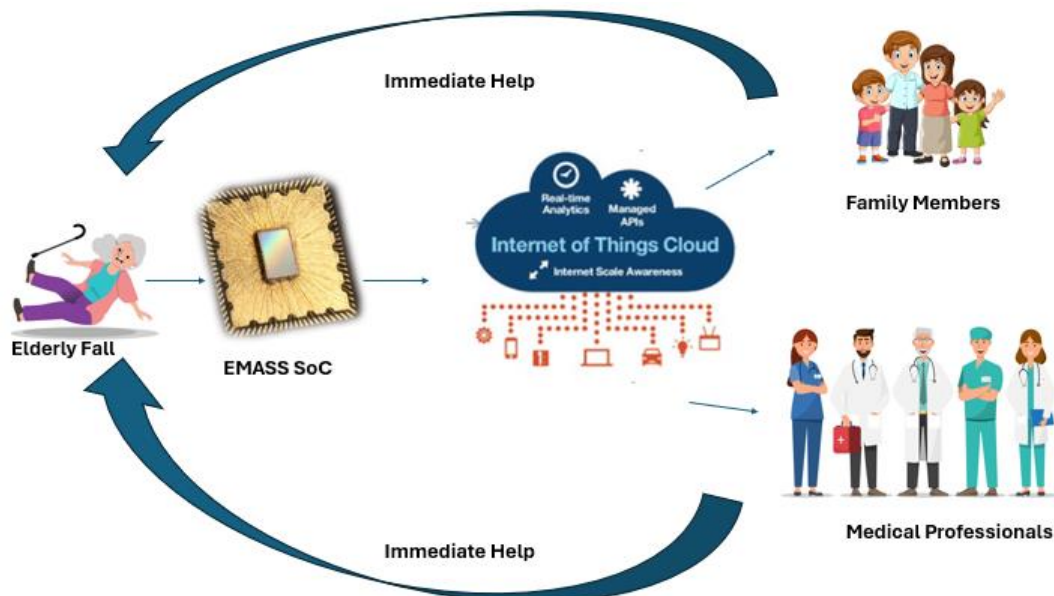 Immediate Help
Family Members
Real-time
Analytics
Managed
APIs
Internet of Things Cloud
Internet Scale Awareness
Elderly Fall
EMASS SoC
Medical Professionals
Immediate Help